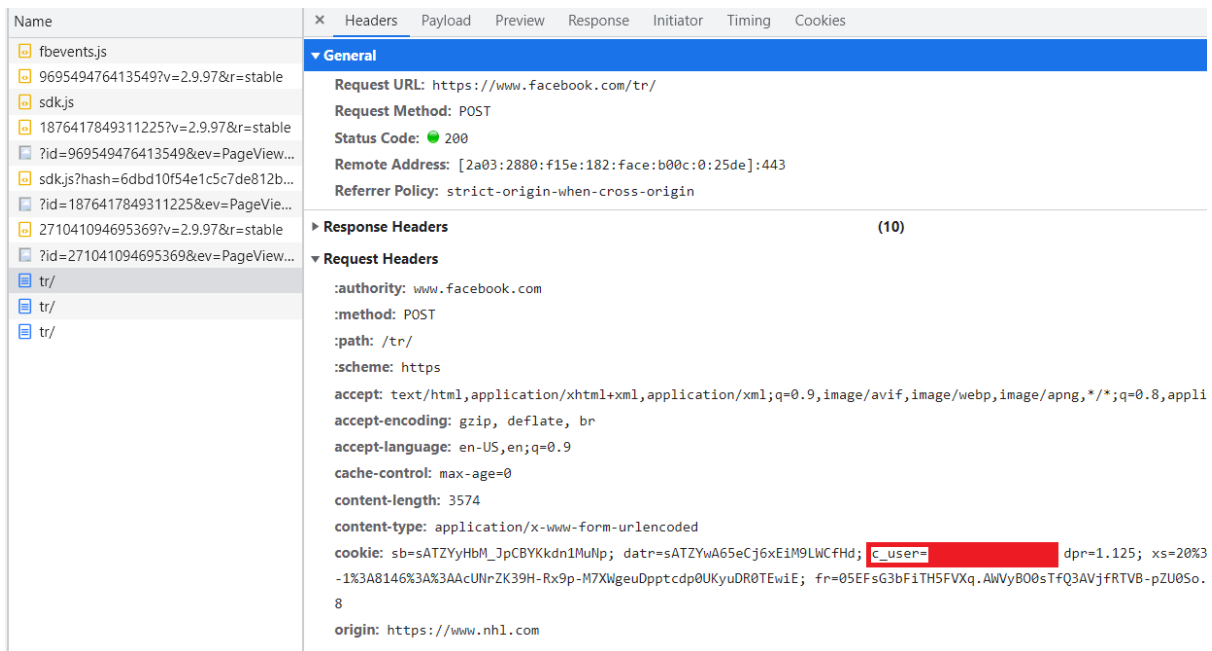 Name
fbevents.js
969549476413549?v=2.9.97&r=stable
sdk.js
1876417849311225?v=2.9.97&r=stable
?id=969549476413549&ev=PageView...
sdk.js?hash=6dbd10f54e1c5c7de812b...
?id=1876417849311225&ev=PageVie...
271041094695369?v=2.9.97&r=stable
?id=271041094695369&ev=PageView...
tr/
tr/
tr/
× Headers Payload Preview Response Initiator Timing Cookies
General
Request URL: https://www.facebook.com/tr/
Request Method: POST
Status Code: 200
Remote Address: [2a03:2880:f15e:182:face:b00c:0:25de]:443
Referrer Policy: strict-origin-when-cross-origin
Response Headers (10)
Request Headers
:authority: www.facebook.com
:method: POST
:path: /tr/
:scheme: https
accept: text/html,application/xhtml+xml,application/xml;q=0.9,image/avif,image/webp,image/apng,*/*;q=0.8,appli
accept-encoding: gzip, deflate, br
accept-language: en-US,en;q=0.9
cache-control: max-age=0
content-length: 3574
content-type: application/x-www-form-urlencoded
cookie: sb=sATZYyHbM_JpCBYKkdn1MuNp; datr=sATZYwA65eCj6xEiM9LWCfHd; c_user= dpr=1.125; xs=20%3
-1%3A8146%3A%3AAcUNrZK39H-Rx9p-M7XWgeuDpptcdp0UKyuDR0TEwiE; fr=05EFsG3bFiTH5FVXq.AWVyBO0sTfQ3AVjfRTVB-pZU0So.
8
origin: https://www.nhl.com